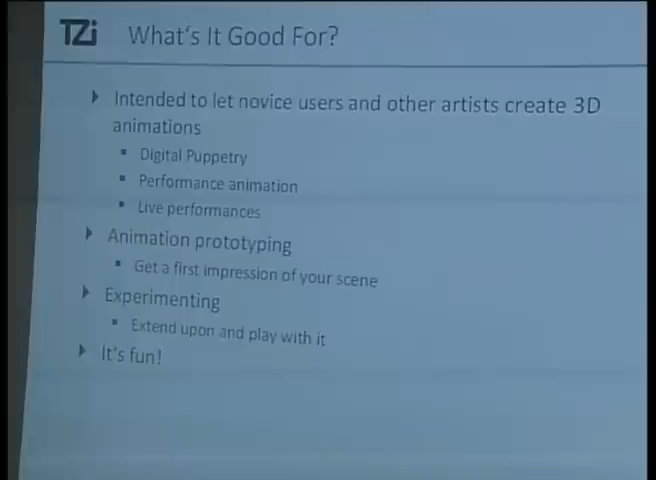 TZi What's It Good For?
Intended to let novice users and other artists create 3D
animations
Digital Puppetry
Performance animation
Live performances
Animation prototyping
Get a first impression of your scene
Experimenting
Extend upon and play with it
It's fun!